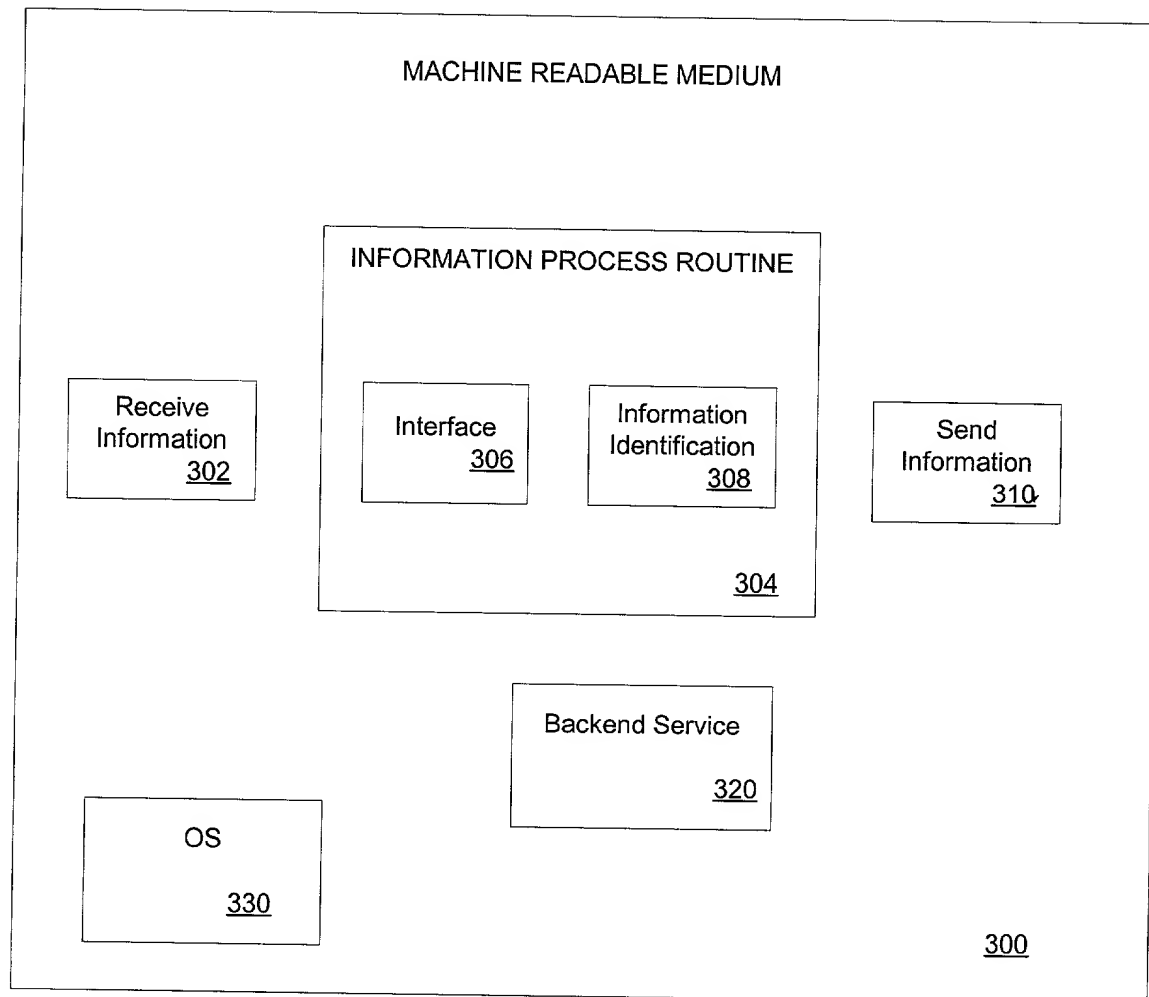 MACHINE READABLE MEDIUM
INFORMATION PROCESS ROUTINE
Receive
Information
302
Interface
306
Information
Identification
308
Send
Information
310
304
Backend Service
320
OS
330
300